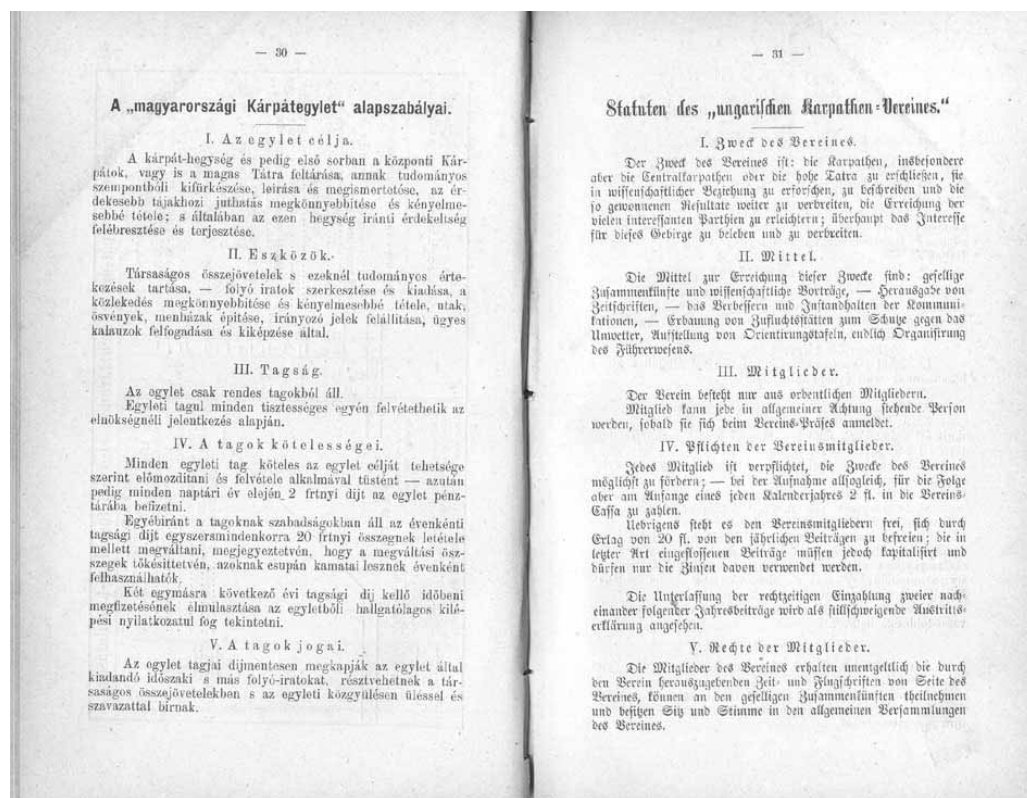 — 30 —
A „magyarországi Kárpátegylet“ alapszabályai.
I. Az egylet célja.
A kárpát-hegység és pedig első sorban a központi Kár-
pátok, vagy is a magas Tátra feltárása, annak tudományos
szempontbóli kifürkészése, leírása és megismertetése, az ér-
dekesebb tájakhozi juthatás megkönnyebbitése és kényelme-
sebbé tétele; s általában az ezen hegység iránti érdekeltség
felébresztése és terjesztése.
II. Eszközök.
Társaságos összejövetelek s ezeknél tudományos érte-
kezések tartása, — folyó iratok szerkesztése és kiadása, a
közlekedés megkönnyebbitése és kényelmesebbé tétele, utak,
ösvények, menházak épitése, irányozó jelek felállitása, ügyes
kalauzok felfogadása és kiképzése által.
III. Tagság.
Az egylet csak rendes tagokból áll.
Egyleti tagul minden tisztességes egyén felvétethetik az
elnökségnéli jelentkezés alapján.
IV. A tagok kötelességei.
Minden egyleti tag köteles az egylet célját tehetsége
szerint előmozditani és felvétele alkalmával tüstént — azután
pedig minden naptári év elején 2 frtnyi dijt az egylet pénz-
tárába befizetni.
Egyébiránt a tagoknak szabadságokban áll az évenkénti
tagsági dijt egyszersmindenkorra 20 frtnyi összegnek letétele
mellett megváltani, megjegyeztetvén, hogy a megváltási ösz-
szegek tőkésittetvén, azoknak esupán kamatai lesznek évenként
felhasználhatók.
Két egymásra következő évi tagsági dij kellő időbeni
megfizetésének elmulasztása az egyletbőli hallgatólagos kilé-
pési nyilatkozatul fog tekintetni.
V. A tagok jogai.
Az egylet tagjai dijmentesen megkapják az egylet által
kiadandó időszaki s más folyó-iratokat, résztvehetnek a tár-
saságos összejövetelekben s az egyleti közgyülésen üléssel és
szavazattal birnak.
— 31 —
Statuten des „ungarischen Karpathen-Vereines.“
I. Zweck des Vereines.
Der Zweck des Vereines ist: die Karpathen, insbesondere
aber die Centralkarpathen oder die hohe Tatra zu erschließen, sie
in wissenschaftlicher Beziehung zu erforschen, zu beschreiben und die
so gewonnenen Resultate weiter zu verbreiten, die Erreichung der
vielen interessanten Parthien zu erleichtern; überhaupt das Interesse
für dieses Gebirge zu beleben und zu verbreiten.
II. Mittel.
Die Mittel zur Erreichung dieser Zwecke sind: gesellige
Zusammenkünfte und wissenschaftliche Vorträge, — Herausgabe von
Zeitschriften, — das Verbessern und Instandhalten der Kommuni-
kationen, — Erbauung von Zufluchtsstätten zum Schutze gegen das
Unwetter, Aufstellung von Orientirungstafeln, endlich Organisirung
des Führerwesens.
III. Mitglieder.
Der Verein besteht nur aus ordentlichen Mitgliedern.
Mitglied kann jede in allgemeiner Achtung stehende Person
werden, sobald sie sich beim Vereins-Präses anmeldet.
IV. Pflichten der Vereinsmitglieder.
Jedes Mitglied ist verpflichtet, die Zwecke des Vereines
möglichst zu fördern; — bei der Aufnahme allsogleich, für die Folge
aber am Anfange eines jeden Kalenderjahres 2 fl. in die Vereins-
Cassa zu zahlen.
Uebrigens steht es den Vereinsmitgliedern frei, sich durch
Erlag von 20 fl. von den jährlichen Beiträgen zu befreien; die in
letzter Art eingeflossenen Beiträge müssen jedoch kapitalisirt und
dürfen nur die Zinsen davon verwendet werden.
Die Unterlassung der rechtzeitigen Einzahlung zweier nach-
einander folgender Jahresbeiträge wird als stillschweigende Austritts-
erklärung angesehen.
V. Rechte der Mitglieder.
Die Mitglieder des Vereines erhalten unentgeltlich die durch
den Verein herauszugebenden Zeit- und Flugschriften von Seite des
Vereines, können an den geselligen Zusammenkünften theilnehmen
und besitzen Sitz und Stimme in den allgemeinen Versammlungen
des Vereines.